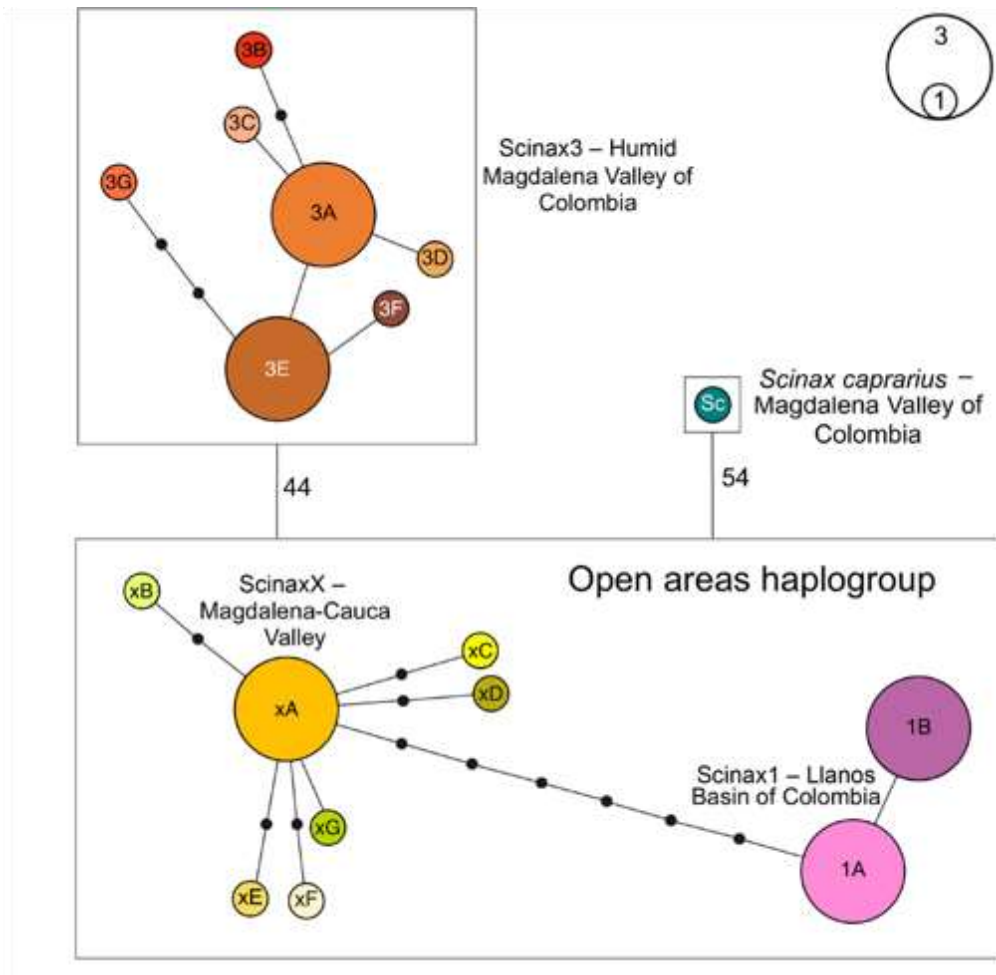 3
1
3B
3C
3G
3A
3D
3F
3E
Scinax3 – Humid
Magdalena Valley of
Colombia
Sc
Scinax caprarius –
Magdalena Valley of
Colombia
44
54
Open areas haplogroup
ScinaxX –
Magdalena-Cauca
Valley
xB
xC
xD
xA
xG
xE
xF
1B
Scinax1 – Llanos
Basin of Colombia
1A